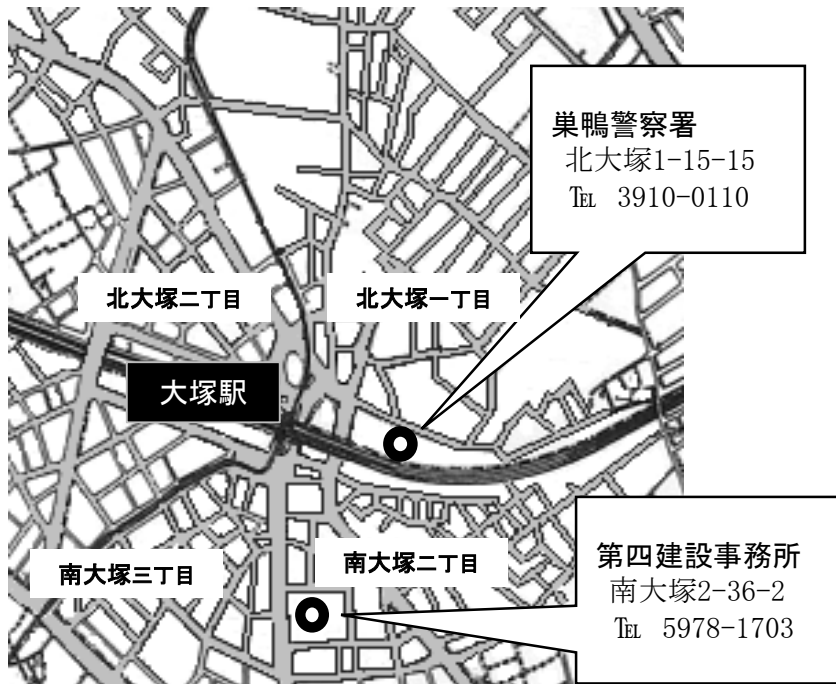 巣鴨警察署
北大塚1-15-15
℡ 3910-0110
北大塚二丁目
北大塚一丁目
大塚駅
南大塚三丁目
南大塚二丁目
第四建設事務所
南大塚2-36-2
℡ 5978-1703